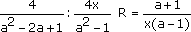 4/(a²−2a+1) : 4x/(a²−1) R = (a+1)/(x(a−1))